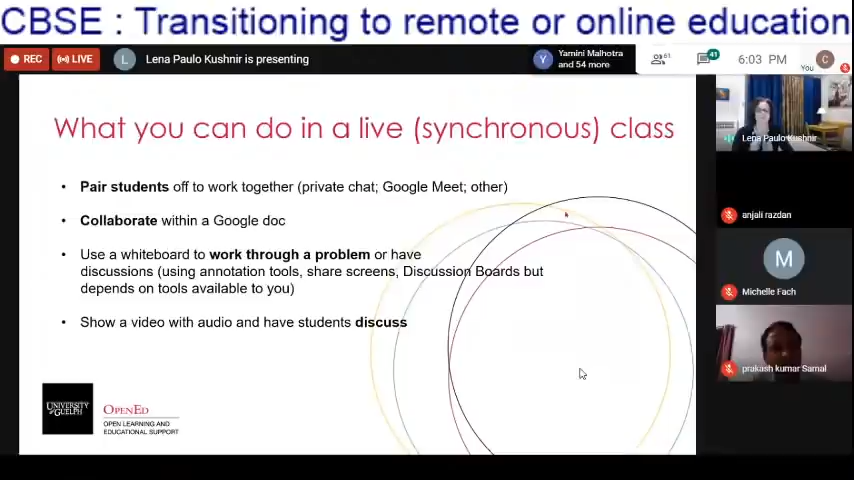 CBSE : Transitioning to remote or online education
REC
LIVE
L
Lena Paulo Kushnir is presenting
Y
Yamini Malhotra
and 54 more
61
41
6:03 PM
You
C
What you can do in a live (synchronous) class
• Pair students off to work together (private chat; Google Meet; other)
• Collaborate within a Google doc
• Use a whiteboard to work through a problem or have
discussions (using annotation tools, share screens, Discussion Boards but
depends on tools available to you)
• Show a video with audio and have students discuss
UNIVERSITY
OF GUELPH
OPENED
OPEN LEARNING AND
EDUCATIONAL SUPPORT
Lena Paulo Kushnir
anjali razdan
M
Michelle Fach
prakash kumar Samal